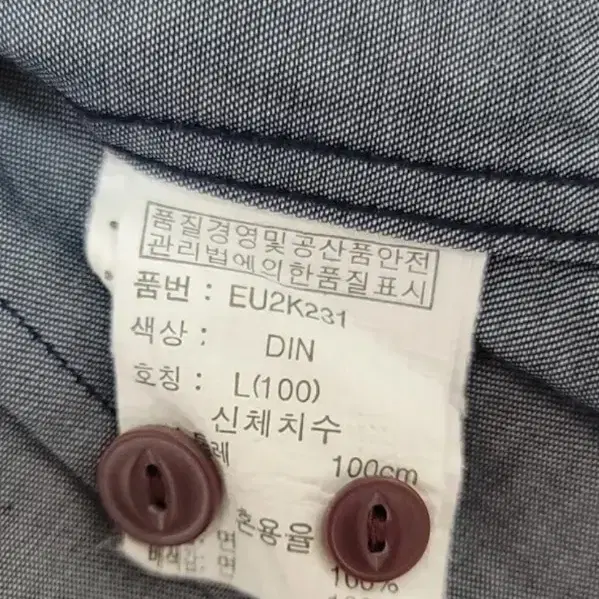 품질경영및공산품안전
관리법에의한품질표시
품번 : EU2K231
색상 : DIN
호칭 : L(100)
신체치수
100cm
혼용율
면
면 100%